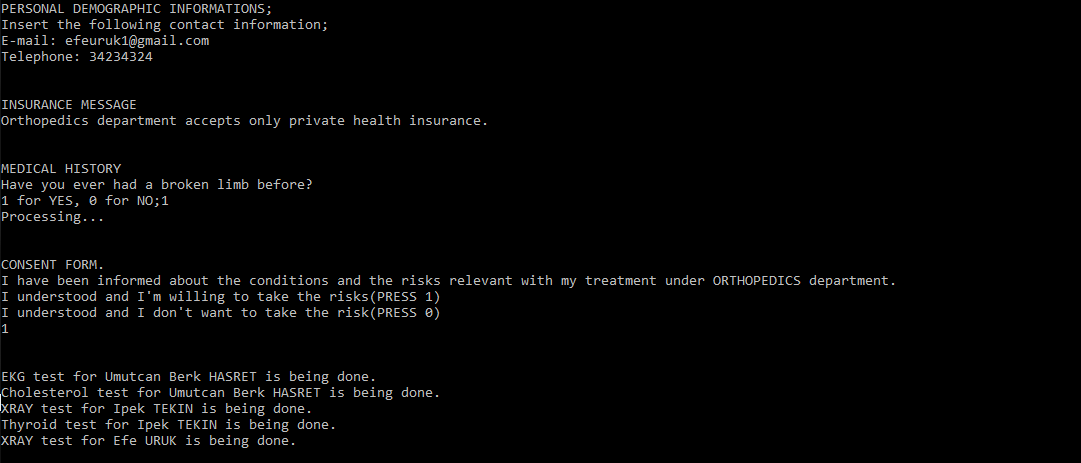 PERSONAL DEMOGRAPHIC INFORMATIONS;
Insert the following contact information;
E-mail: efeuruk1@gmail.com
Telephone: 34234324
INSURANCE MESSAGE
Orthopedics department accepts only private health insurance.
MEDICAL HISTORY
Have you ever had a broken limb before?
1 for YES, 0 for NO;1
Processing...
CONSENT FORM.
I have been informed about the conditions and the risks relevant with my treatment under ORTHOPEDICS department.
I understood and I'm willing to take the risks(PRESS 1)
I understood and I don't want to take the risk(PRESS 0)
1
EKG test for Umutcan Berk HASRET is being done.
Cholesterol test for Umutcan Berk HASRET is being done.
XRAY test for Ipek TEKIN is being done.
Thyroid test for Ipek TEKIN is being done.
XRAY test for Efe URUK is being done.